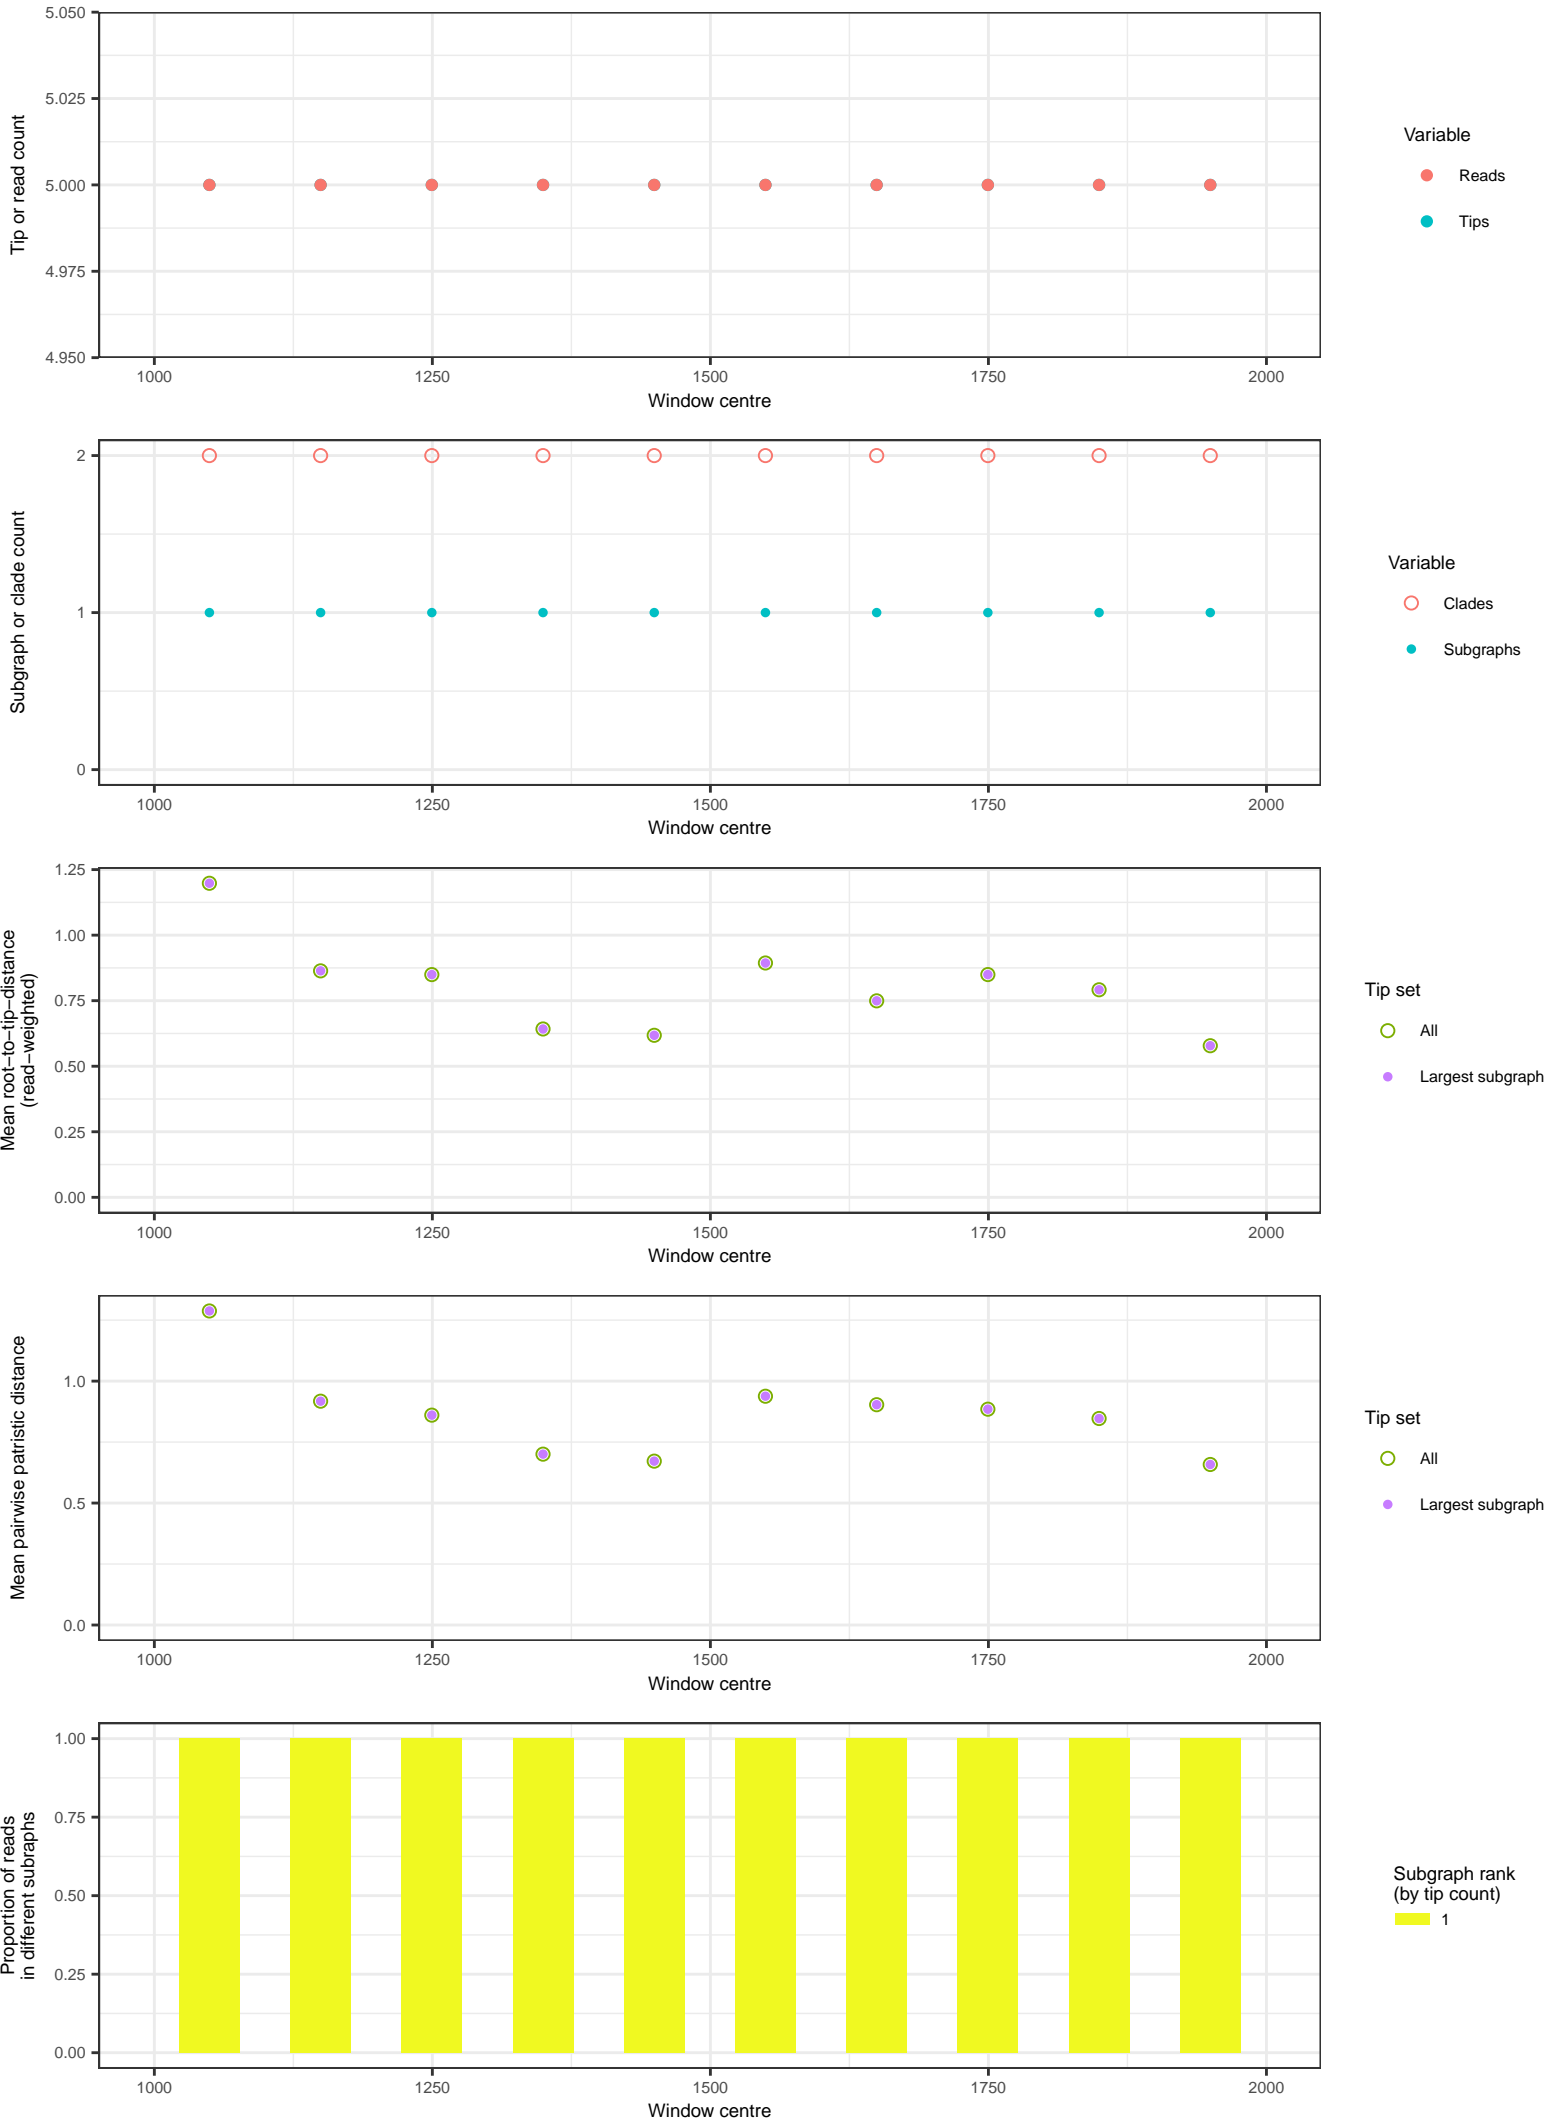 5.050
5.025
5.000
4.975
4.950
Tip or read count
1000 1250 1500 1750 2000
Window centre
Variable
Reads
Tips
2
1
0
Subgraph or clade count
1000 1250 1500 1750 2000
Window centre
Variable
Clades
Subgraphs
1.25
1.00
0.75
0.50
0.25
0.00
Mean root−to−tip−distance
(read−weighted)
1000 1250 1500 1750 2000
Window centre
Tip set
All
Largest subgraph
1.0
0.5
0.0
Mean pairwise patristic distance
1000 1250 1500 1750 2000
Window centre
Tip set
All
Largest subgraph
1.00
0.75
0.50
0.25
0.00
Proportion of reads
in different subraphs
1000 1250 1500 1750 2000
Window centre
Subgraph rank
(by tip count)
1